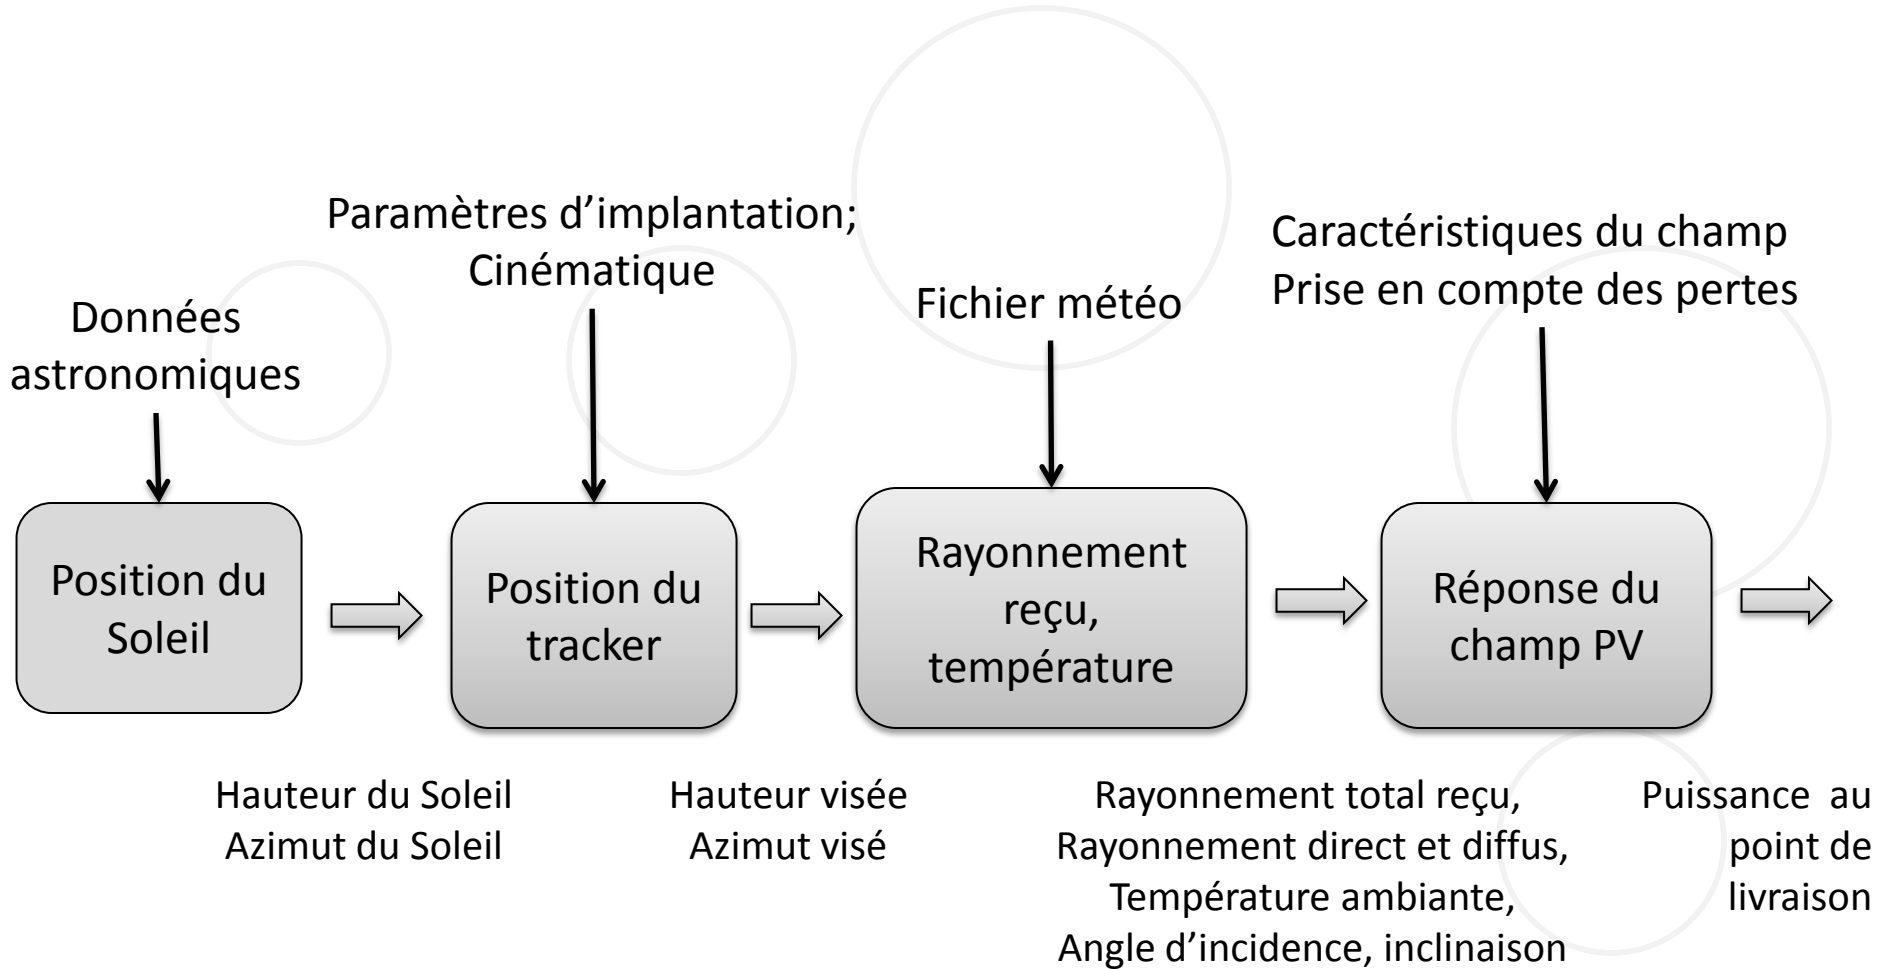 Paramètres d’implantation;
Cinématique
Caractéristiques du champ
Prise en compte des pertes
Fichier météo
Données
astronomiques
Position du
Soleil
Position du
tracker
Rayonnement
reçu,
température
Réponse du
champ PV
Hauteur du Soleil
Azimut du Soleil
Hauteur visée
Azimut visé
Rayonnement total reçu,
Rayonnement direct et diffus,
Température ambiante,
Angle d’incidence, inclinaison
Puissance au
point de
livraison